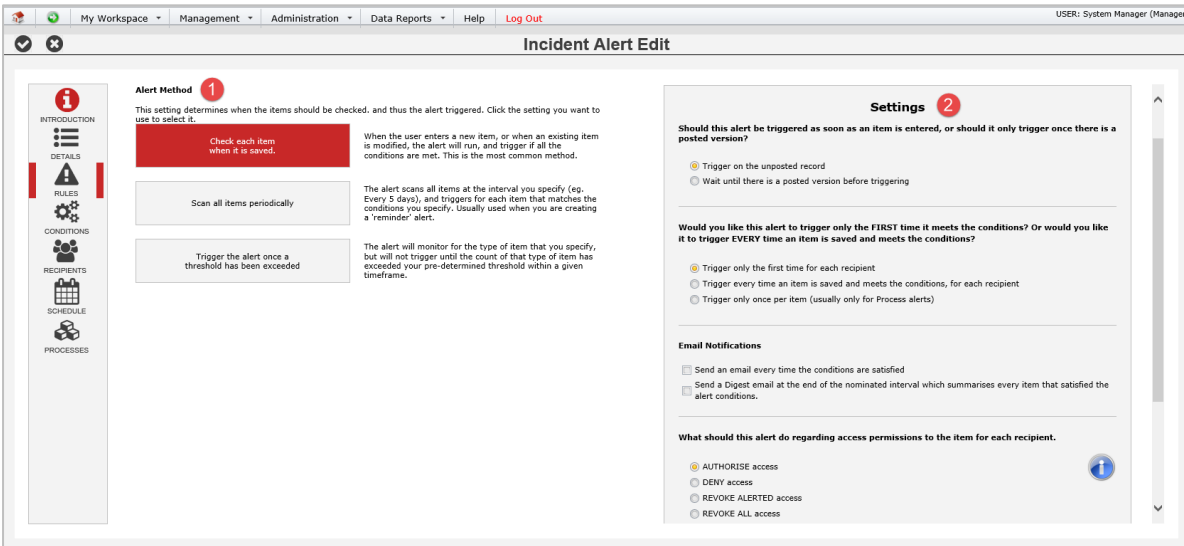 My Workspace Management Administration Data Reports Help Log Out USER: System Manager (Manager
Incident Alert Edit
INTRODUCTION
DETAILS
RULES
CONDITIONS
RECIPIENTS
SCHEDULE
PROCESSES
Alert Method 1
This setting determines when the items should be checked. and thus the alert triggered. Click the setting you want to
use to select it.
Check each item
when it is saved.
When the user enters a new item, or when an existing item
is modified, the alert will run, and trigger if all the
conditions are met. This is the most common method.
Scan all items periodically
The alert scans all items at the interval you specify (eg.
Every 5 days), and triggers for each item that matches the
conditions you specify. Usually used when you are creating
a 'reminder' alert.
Trigger the alert once a
threshold has been exceeded
The alert will monitor for the type of item that you specify,
but will not trigger until the count of that type of item has
exceeded your pre-determined threshold within a given
timeframe.
Settings 2
Should this alert be triggered as soon as an item is entered, or should it only trigger once there is a
posted version?
Trigger on the unposted record
Wait until there is a posted version before triggering
Would you like this alert to trigger only the FIRST time it meets the conditions? Or would you like
it to trigger EVERY time an item is saved and meets the conditions?
Trigger only the first time for each recipient
Trigger every time an item is saved and meets the conditions, for each recipient
Trigger only once per item (usually only for Process alerts)
Email Notifications
Send an email every time the conditions are satisfied
Send a Digest email at the end of the nominated interval which summarises every item that satisfied the
alert conditions.
What should this alert do regarding access permissions to the item for each recipient.
AUTHORISE access
DENY access
REVOKE ALERTED access
REVOKE ALL access